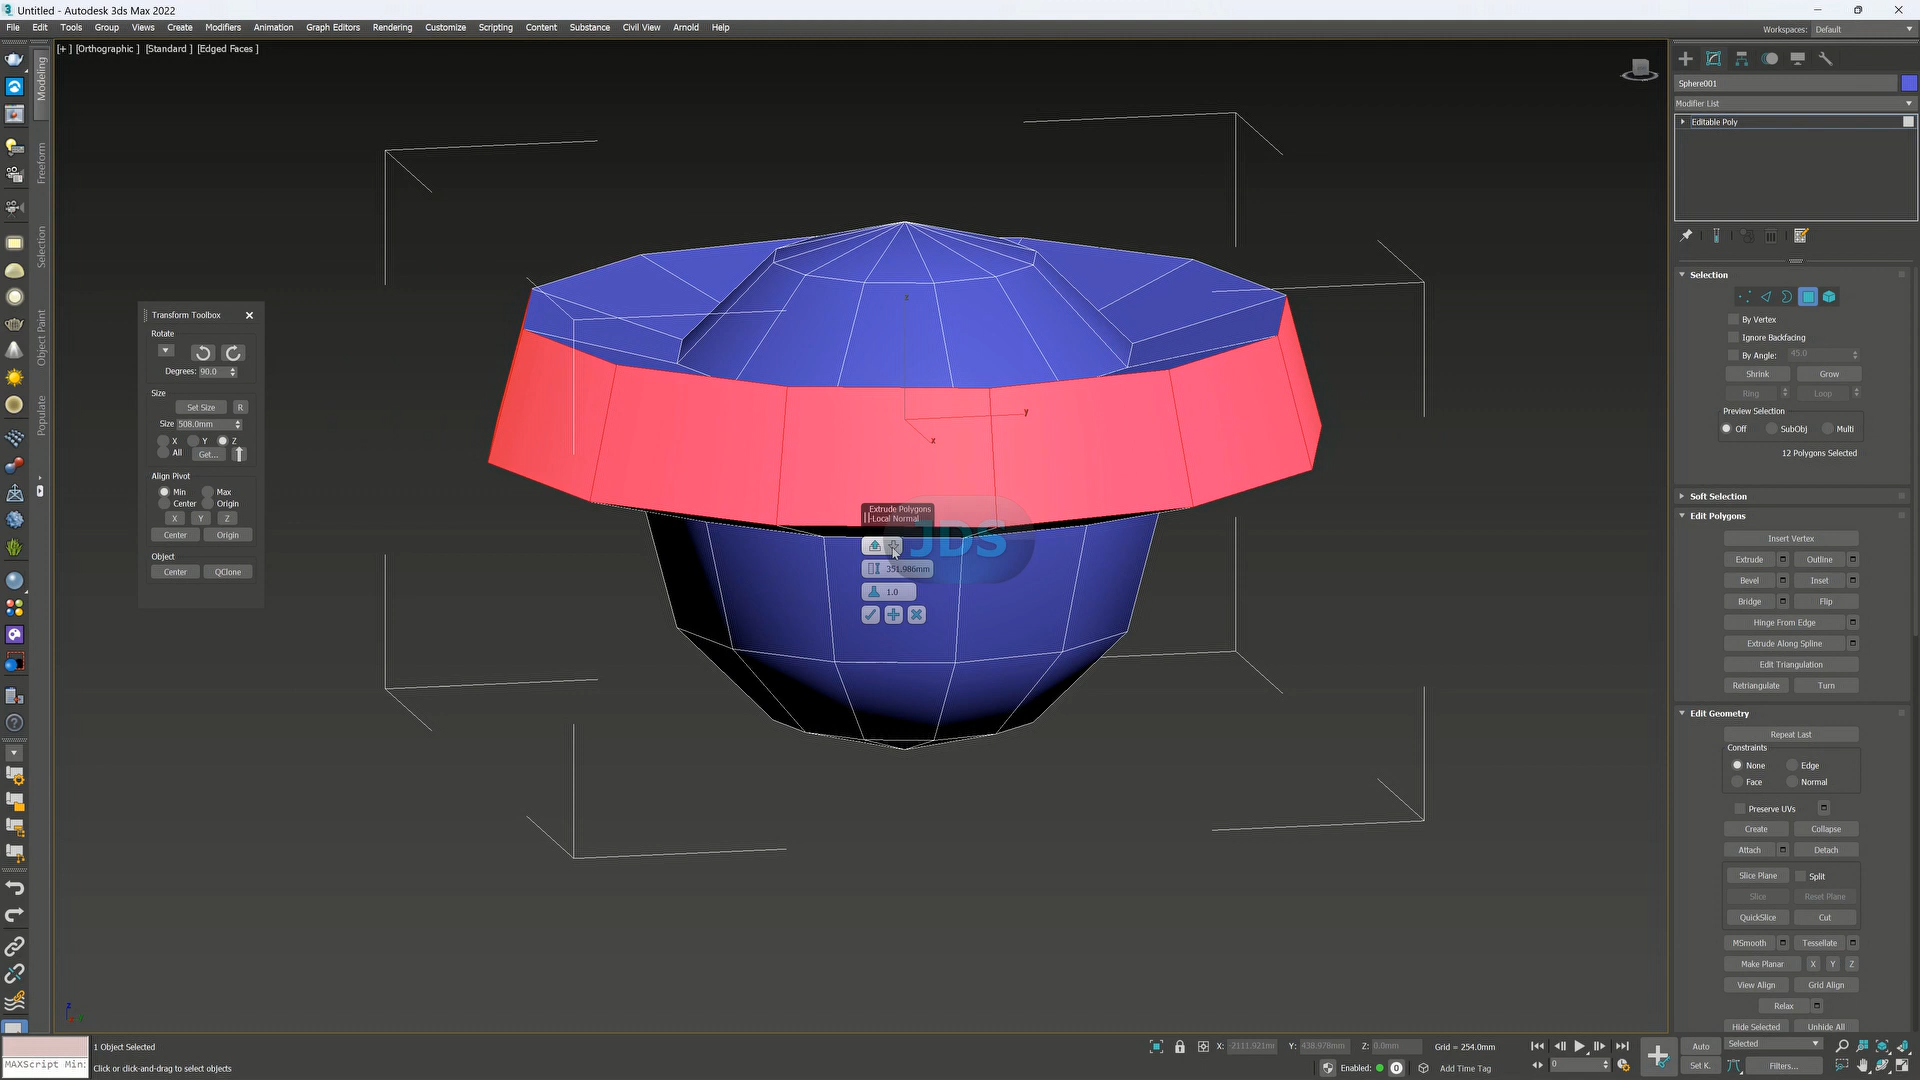 Untitled - Autodesk 3ds Max 2022
File Edit Tools Group Views Create Modifiers Animation Graph Editors Rendering Customize Scripting Content Substance Civil View Arnold Help
Workspaces: Default
[+] [Orthographic] [Standard] [Edged Faces]
Modeling
Freeform
Selection
Object Paint
Populate
Transform Toolbox
Rotate
Degrees: 90.0
Size
Set Size R
Size 508.0mm
X Y Z
All Get...
Align Pivot
Min Max
Center Origin
X Y Z
Center Origin
Object
Center QClone
z
y
x
Extrude Polygons
-Local Normal
JDS
351.986mm
1.0
Sphere001
Modifier List
Editable Poly
Selection
By Vertex
Ignore Backfacing
By Angle: 45.0
Shrink Grow
Ring Loop
Preview Selection
Off SubObj Multi
12 Polygons Selected
Soft Selection
Edit Polygons
Insert Vertex
Extrude Outline
Bevel Inset
Bridge Flip
Hinge From Edge
Extrude Along Spline
Edit Triangulation
Retriangulate Turn
Edit Geometry
Repeat Last
Constraints
None Edge
Face Normal
Preserve UVs
Create Collapse
Attach Detach
Slice Plane Split
Slice Reset Plane
QuickSlice Cut
MSmooth Tessellate
Make Planar X Y Z
View Align Grid Align
Relax
Hide Selected Unhide All
MAXScript Min:
1 Object Selected
Click or click-and-drag to select objects
X: -2111.921m Y: 438.978mm Z: 0.0mm Grid = 254.0mm
Enabled: 0 Add Time Tag
0
Auto Selected
Set K. Filters...